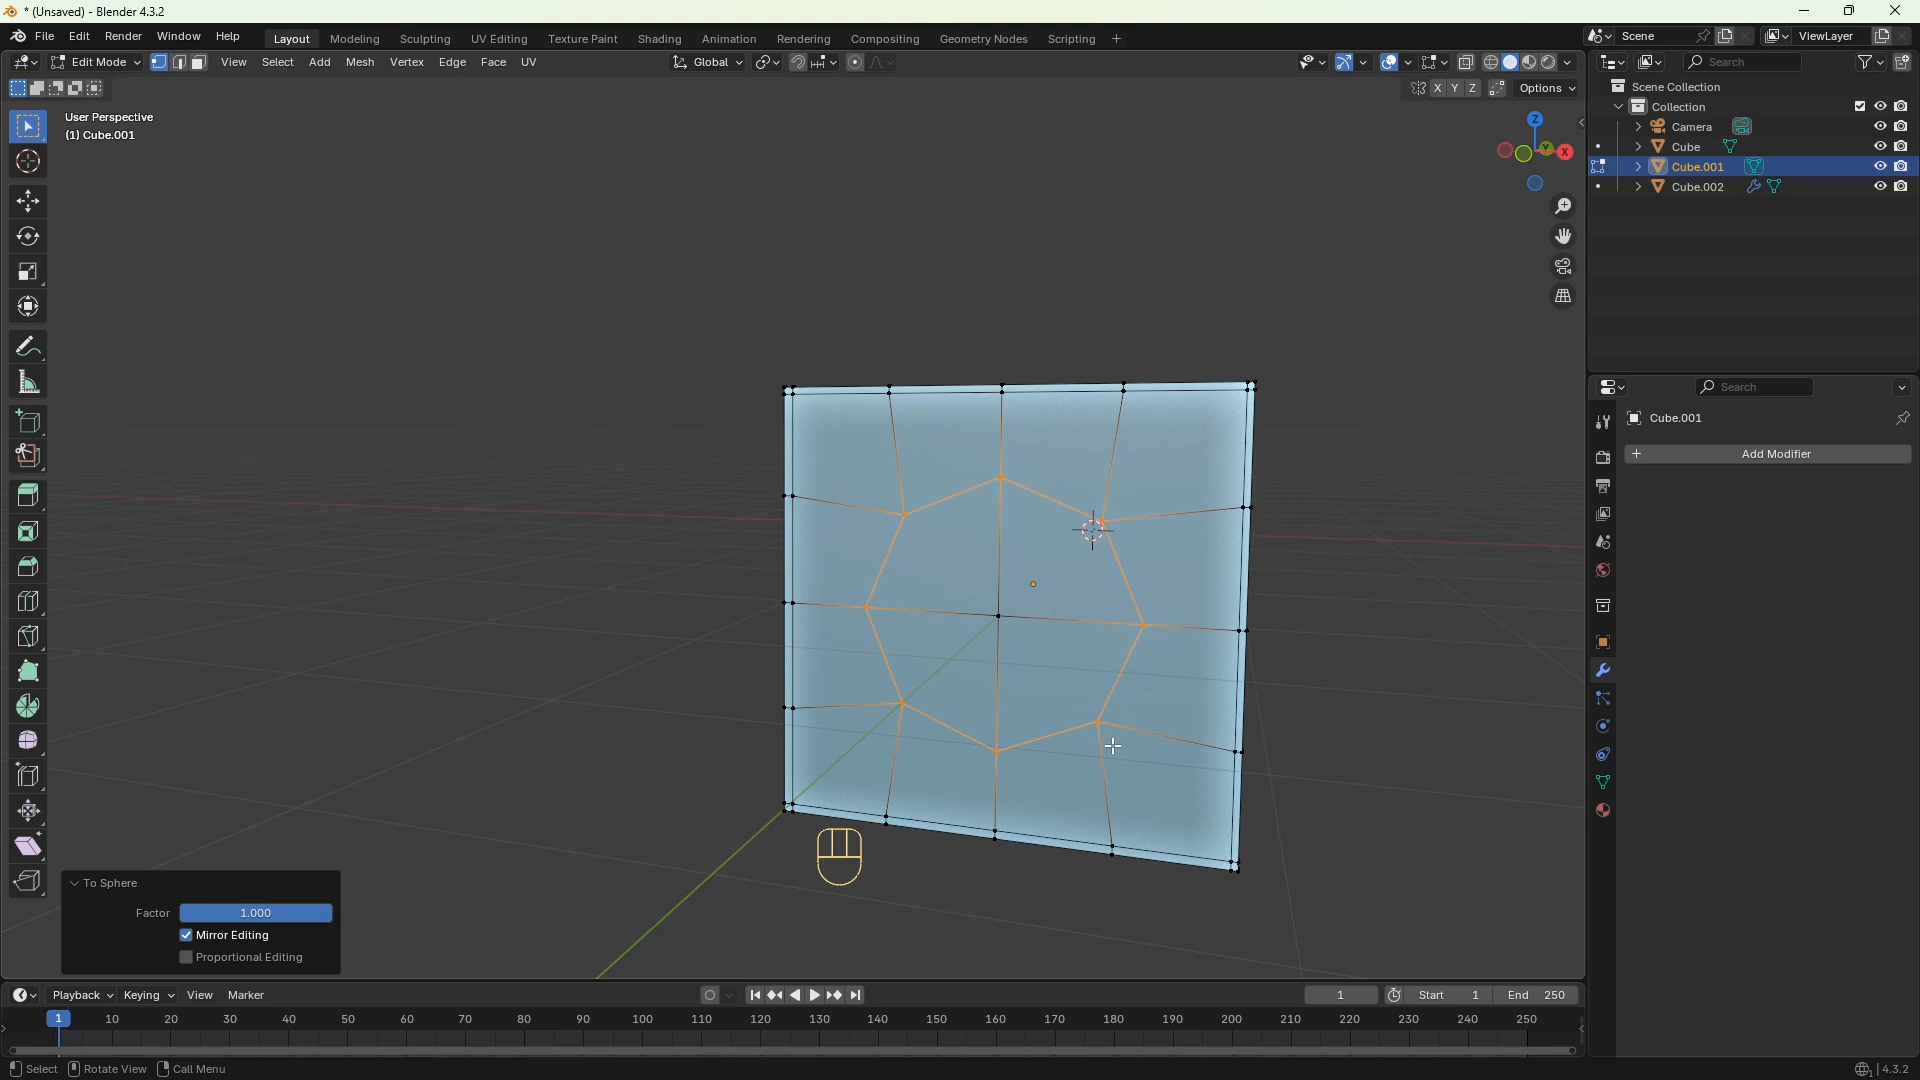 * (Unsaved) - Blender 4.3.2
File Edit Render Window Help
Layout Modeling Sculpting UV Editing Texture Paint Shading Animation Rendering Compositing Geometry Nodes Scripting +
Scene
ViewLayer
Edit Mode View Select Add Mesh Vertex Edge Face UV
Global
Search
X Y Z Options
User Perspective
(1) Cube.001
Z
Y
X
Scene Collection
Collection
Camera
Cube
Cube.001
Cube.002
Search
Cube.001
+ Add Modifier
To Sphere
Factor 1.000
Mirror Editing
Proportional Editing
Playback Keying View Marker
1 Start 1 End 250
1 10 20 30 40 50 60 70 80 90 100 110 120 130 140 150 160 170 180 190 200 210 220 230 240 250
Select Rotate View Call Menu
4.3.2